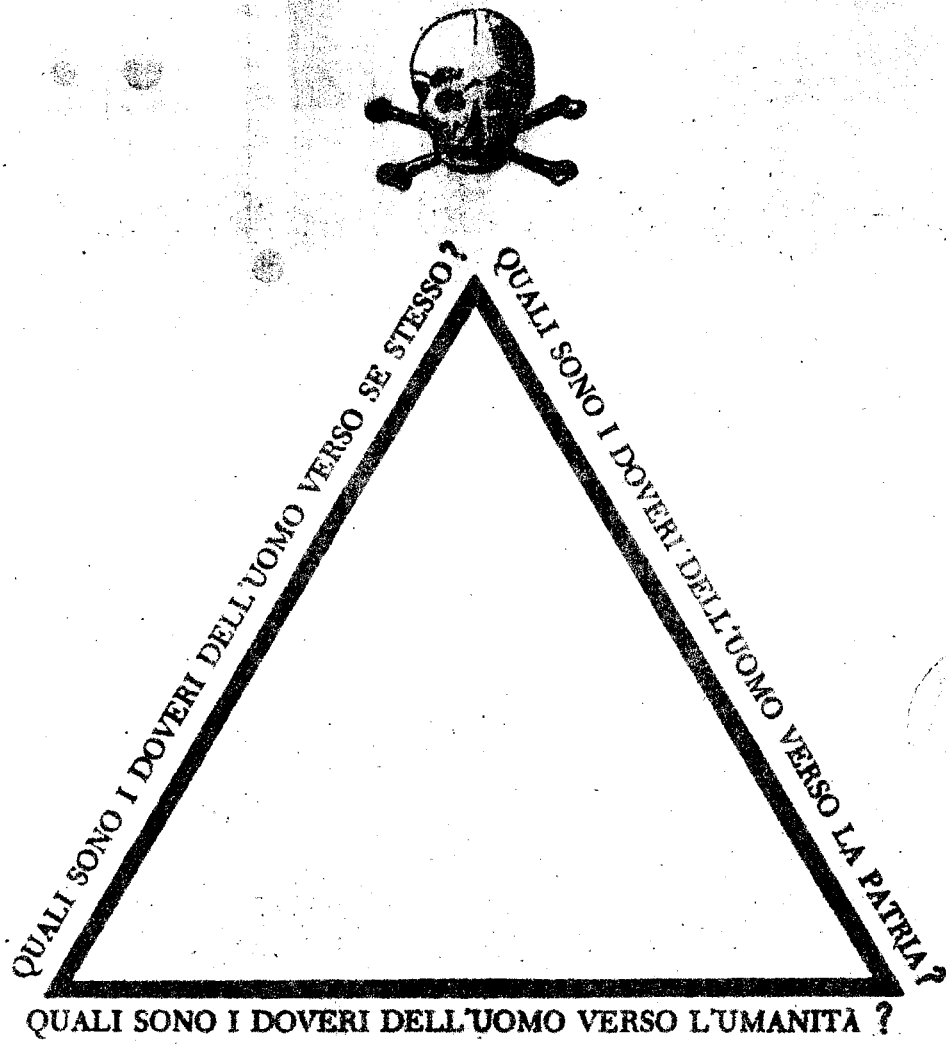 QUALI SONO I DOVERI DELL'UOMO VERSO SE STESSO?
QUALI SONO I DOVERI DELL'UOMO VERSO LA PATRIA?
QUALI SONO I DOVERI DELL'UOMO VERSO L'UMANITÀ ?